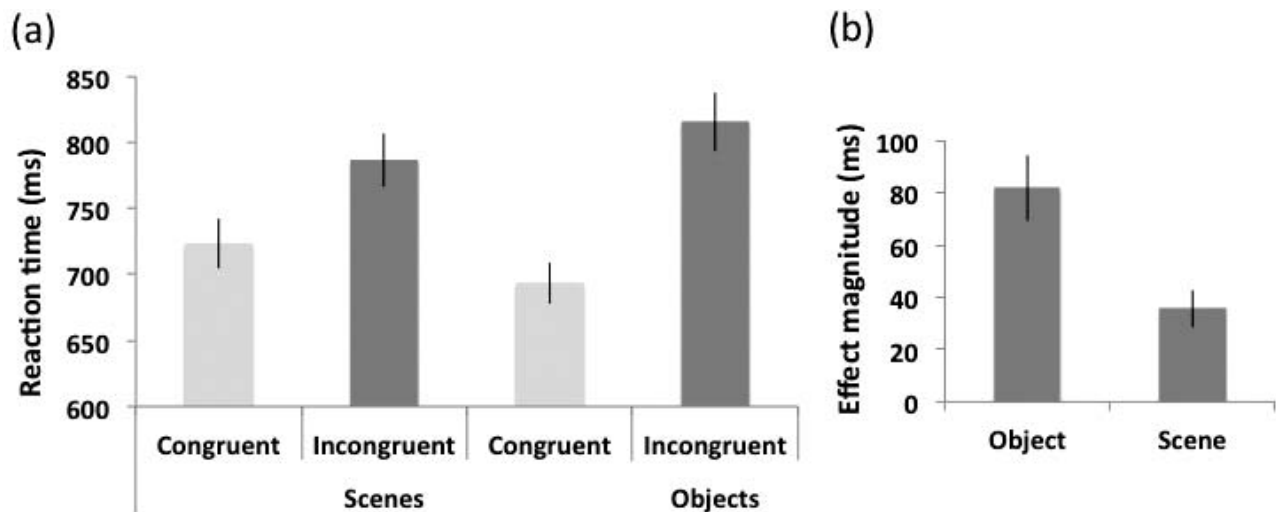 (a)
Reaction time (ms)
850
800
750
700
650
600
Congruent Incongruent Congruent Incongruent
Scenes Objects
(b)
Effect magnitude (ms)
100
80
60
40
20
0
Object Scene